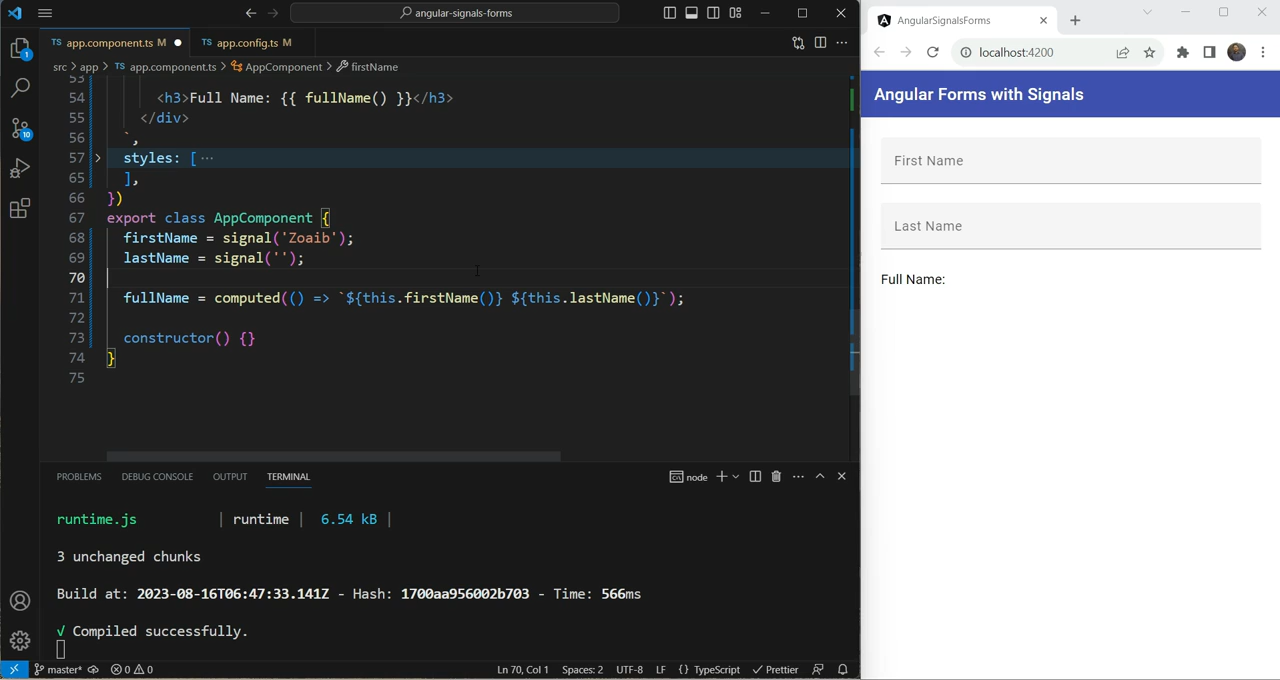 angular-signals-forms
TS app.component.ts M ●
TS app.config.ts M
src > app > TS app.component.ts > AppComponent > firstName
53
54 <h3>Full Name: {{ fullName() }}</h3>
55 </div>
56 `,
57 styles: [ ···
65 ],
66 })
67 export class AppComponent {
68 firstName = signal('Zoaib');
69 lastName = signal('');
70
71 fullName = computed(() => `${this.firstName()} ${this.lastName()}`);
72
73 constructor() {}
74 }
75
PROBLEMS DEBUG CONSOLE OUTPUT TERMINAL
node
runtime.js | runtime | 6.54 kB |
3 unchanged chunks
Build at: 2023-08-16T06:47:33.141Z - Hash: 1700aa956002b703 - Time: 566ms
√ Compiled successfully.
1
10
master* 0 0 Ln 70, Col 1 Spaces: 2 UTF-8 LF {} TypeScript Prettier
AngularSignalsForms
localhost:4200
Angular Forms with Signals
First Name
Last Name
Full Name: